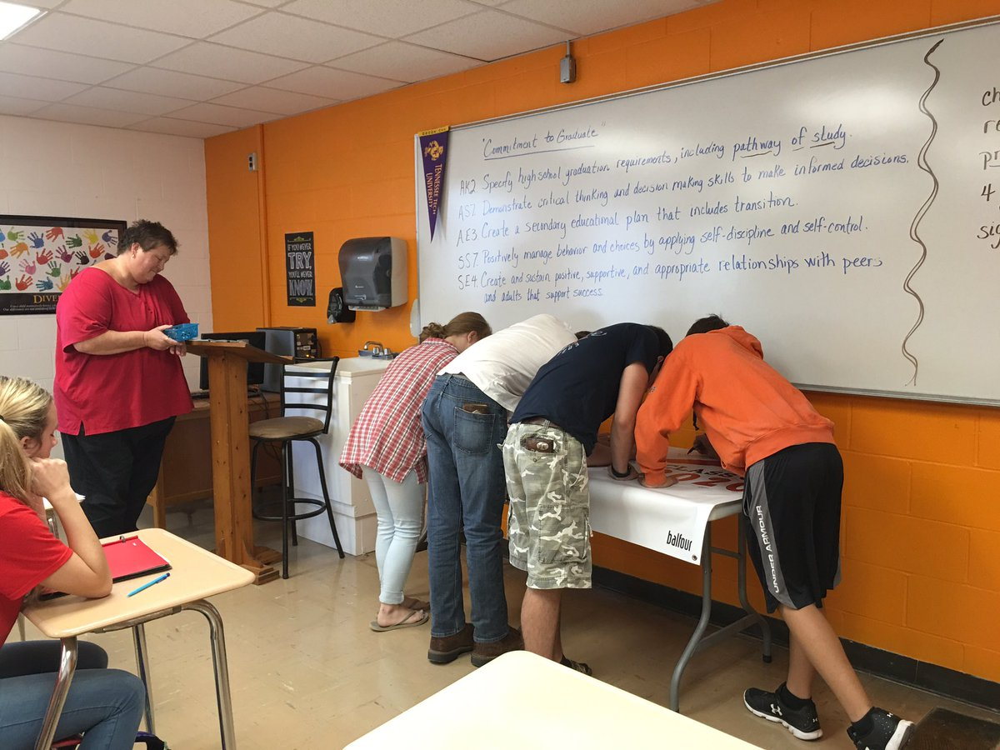 "Commitment to Graduate"
AK2 Specify high school graduation requirements, including pathway of study.
AS7. Demonstrate critical thinking and decision making skills to make informed decisions.
AE3 Create a secondary educational plan that includes transition.
SS7. Positively manage behavior and choices by applying self-discipline and self-control.
SE4. Create and sustain positive, supportive, and appropriate relationships with peers
and adults that support success.
ch
re
4
TENNESSEE TECH
UNIVERSITY
IF YOU NEVER
TRY,
YOU'LL NEVER
KNOW.
DIVE
CLASS
2020
balfour
UNDER ARMOUR